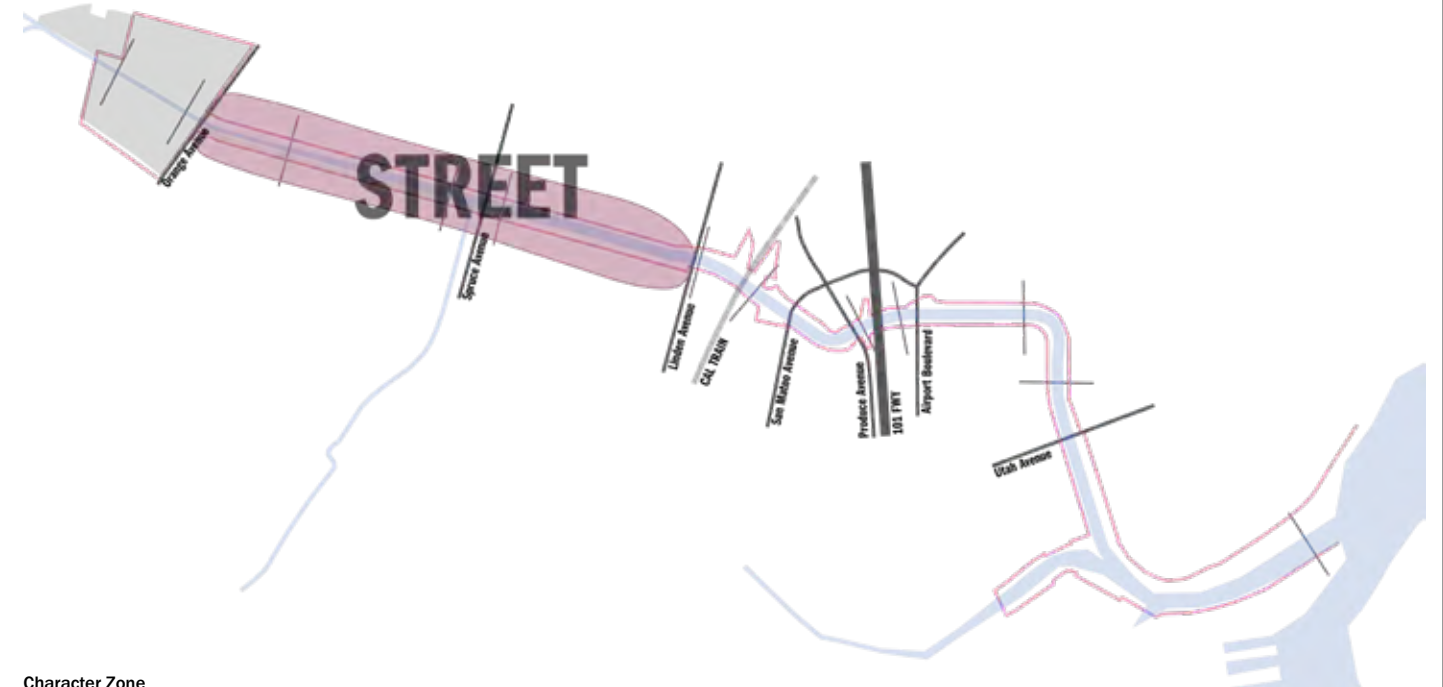 STREET
Orange Avenue
Spruce Avenue
Linden Avenue
CAL TRAIN
San Mateo Avenue
Produce Avenue
101 FWY
Airport Boulevard
Utah Avenue
Character Zone